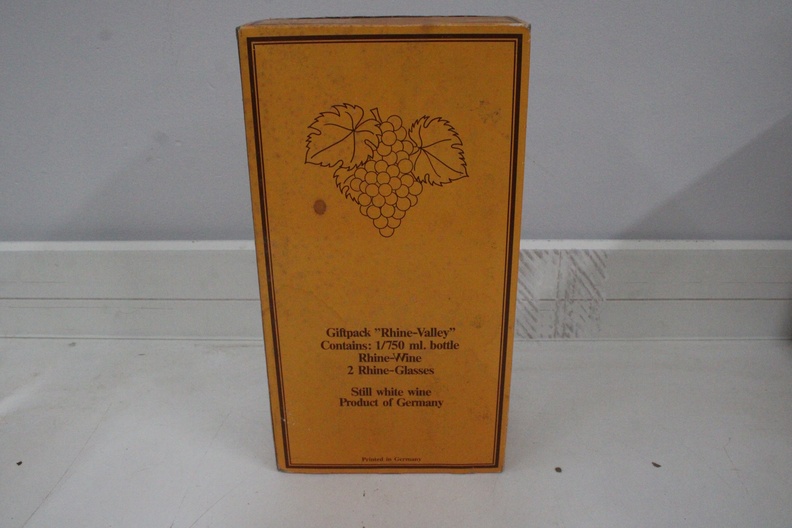 Giftpack "Rhine-Valley"
Contains: 1/750 ml. bottle
Rhine-Wine
2 Rhine-Glasses
Still white wine
Product of Germany
Printed in Germany